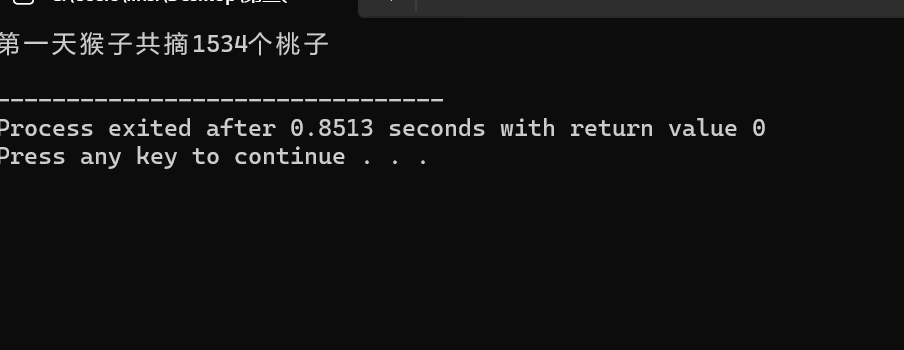 第一天猴子共摘1534个桃子
--------------------------------
Process exited after 0.8513 seconds with return value 0
Press any key to continue . . .